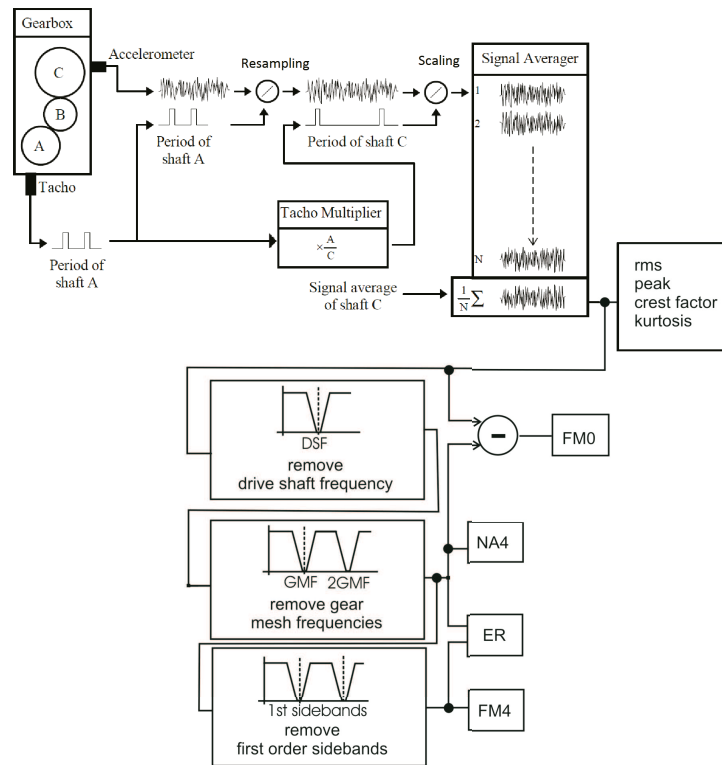 Gearbox
C
B
A
Accelerometer
Tacho
Period of
shaft A
Resampling
Period of
shaft A
Period of shaft C
Scaling
Tacho Multiplier
×A/C
Signal Averager
1
2
N
Signal average
of shaft C
1/N Σ
rms
peak
crest factor
kurtosis
DSF
remove
drive shaft frequency
-
FM0
GMF 2GMF
remove gear
mesh frequencies
NA4
ER
1st sidebands
remove
first order sidebands
FM4